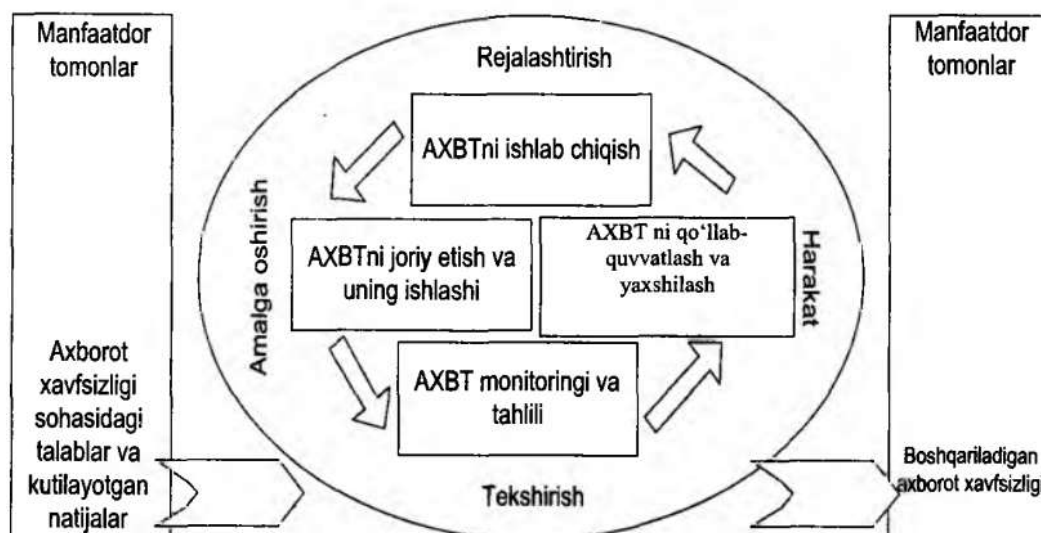 Manfaatdor
tomonlar
Axborot
xavfsizligi
sohasidagi
talablar va
kutilayotgan
natijalar
Rejalashtirish
AXBTni ishlab chiqish
Amalga oshirish
AXBTni joriy etish va
uning ishlashi
AXBT ni qo‘llab-
quvvatlash va
yaxshilash
Harakat
AXBT monitoringi va
tahlili
Tekshirish
Manfaatdor
tomonlar
Boshqariladigan
axborot xavfsizligi